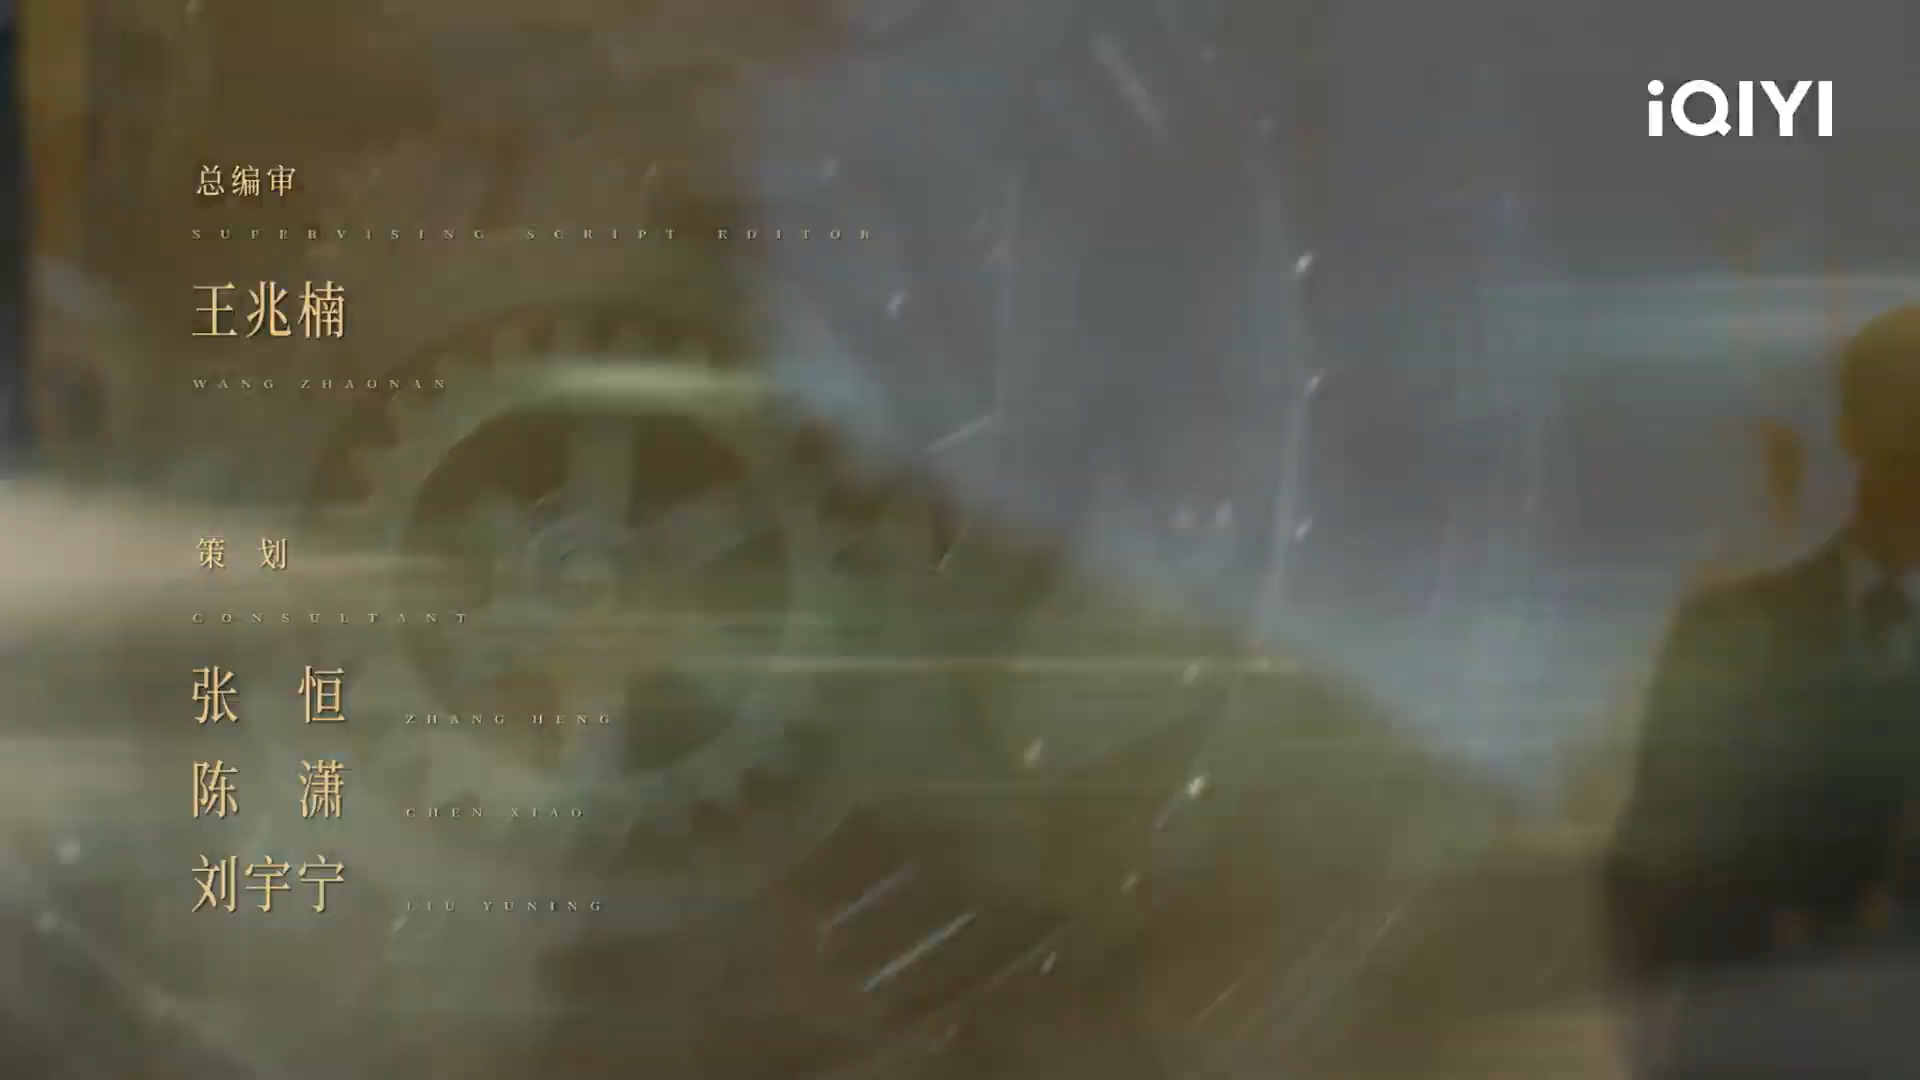 iQIYI
总编审
SUPERVISING SCRIPT EDITOR
王兆楠
WANG ZHAONAN
策 划
CONSULTANT
张 恒 ZHANG HENG
陈 潇 CHEN XIAO
刘宇宁 LIU YUNING